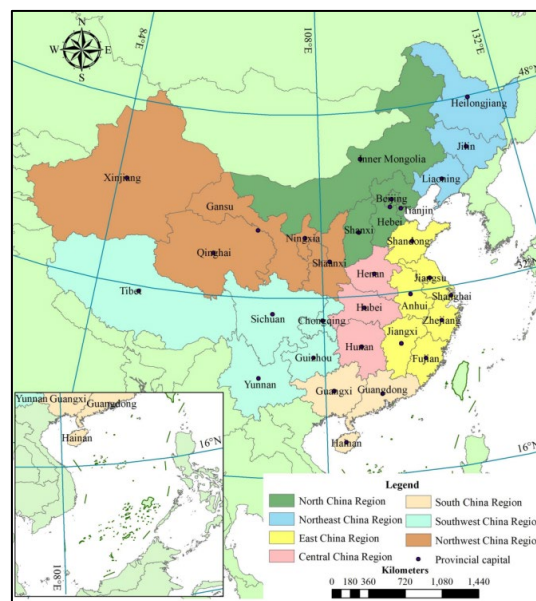 N
W E
S
84°E
108°E
132°E
48°N
Heilongjiang
Jilin
Liaoning
Inner Mongolia
Beijing
Tianjin
Hebei
Xinjiang
Gansu
Ningxia
Shanxi
Shandong
Qinghai
Shaanxi
32°N
Henan
Jiangsu
Tibet
Shanghai
Anhui
Hubei
Sichuan
Chongqing
Zhejiang
Jiangxi
Hunan
Guizhou
Fujian
Yunnan
Guangxi
Guangdong
Hainan
16°N
Yunnan Guangxi
Guangdong
Hainan
16°N
108°E
Legend
North China Region
South China Region
Northeast China Region
Southwest China Region
East China Region
Northwest China Region
Central China Region
Provincial capital
Kilometers
0 180 360 720 1,080 1,440